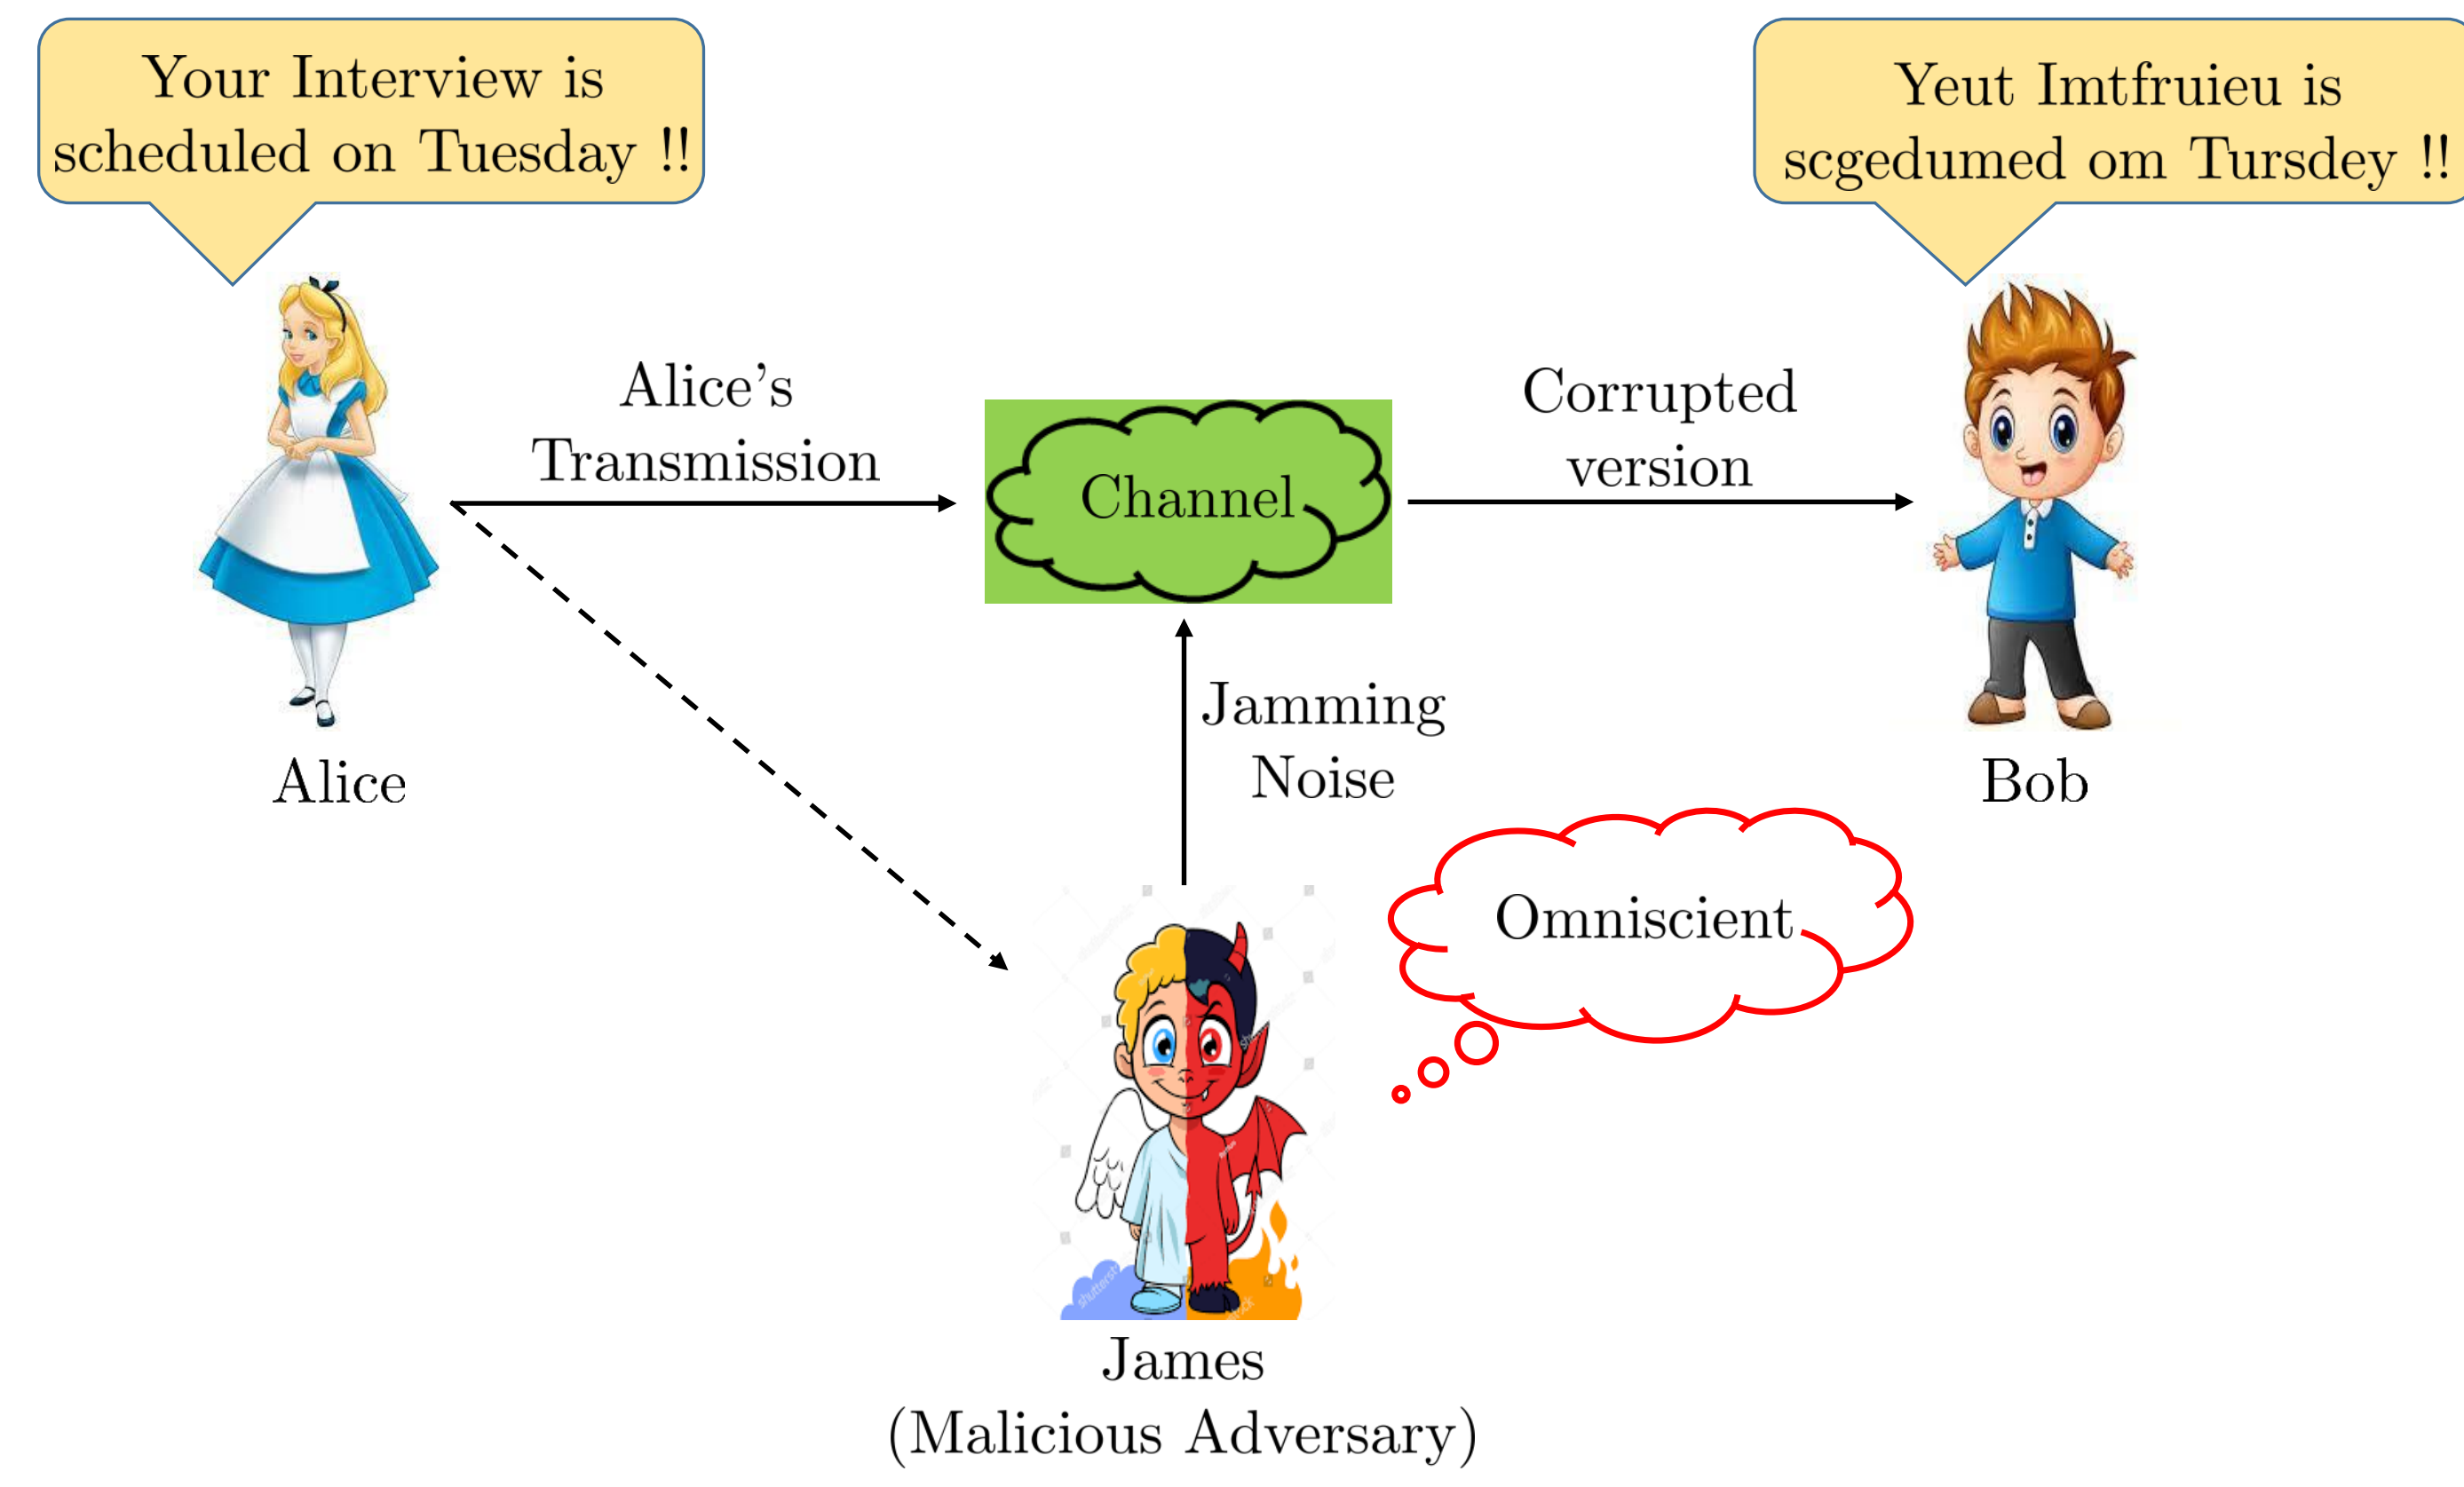 Your Interview is
scheduled on Tuesday !!
Yeut Imtfruieu is
scgedumed om Tursdey !!
Alice's
Transmission
Channel
Corrupted
version
Jamming
Noise
Alice
Bob
Omniscient
James
(Malicious Adversary)
shutterst